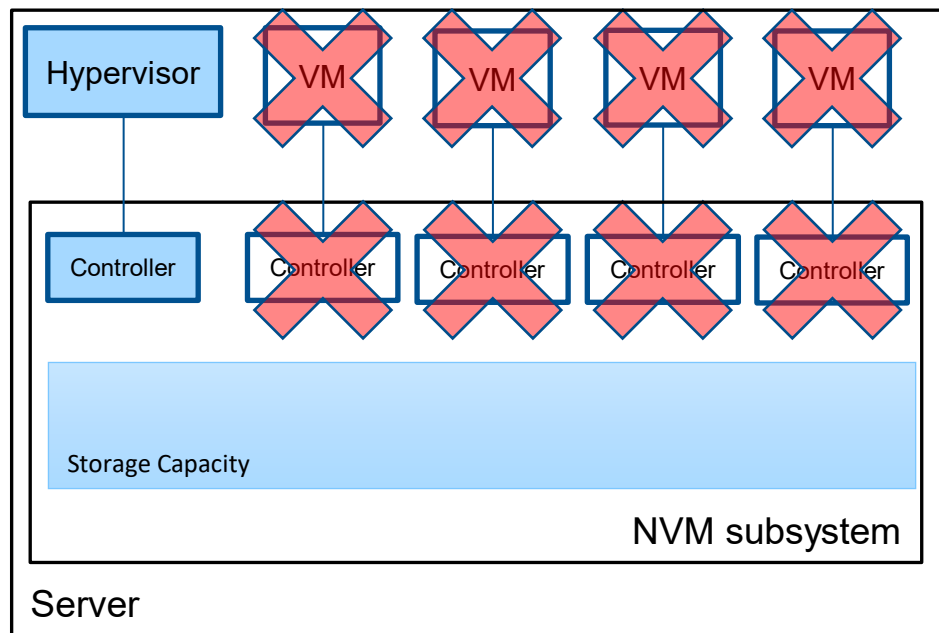 Hypervisor
VM
VM
VM
VM
Controller
Controller
Controller
Controller
Controller
Storage Capacity
NVM subsystem
Server